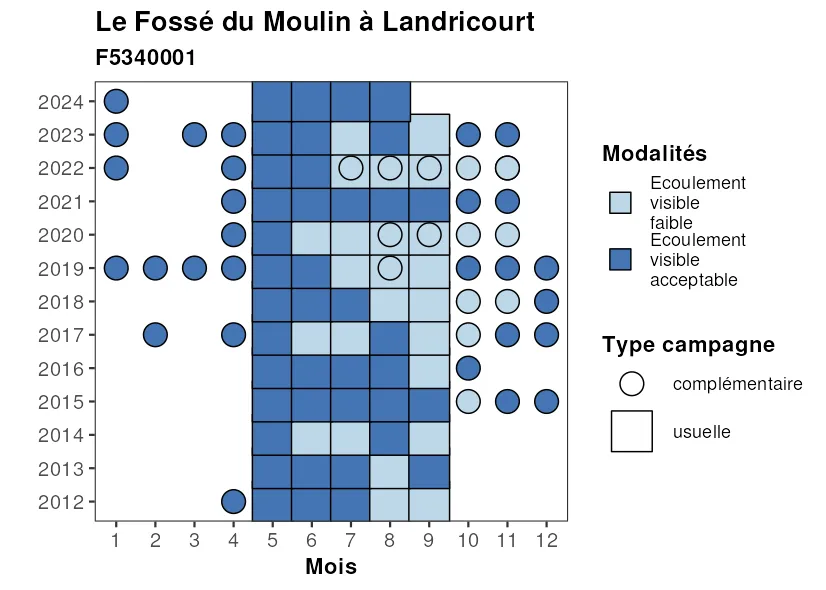 Le Fossé du Moulin à Landricourt
F5340001
2024
2023
2022
2021
2020
2019
2018
2017
2016
2015
2014
2013
2012
1 2 3 4 5 6 7 8 9 10 11 12
Mois
Modalités
Ecoulement
visible
faible
Ecoulement
visible
acceptable
Type campagne
complémentaire
usuelle